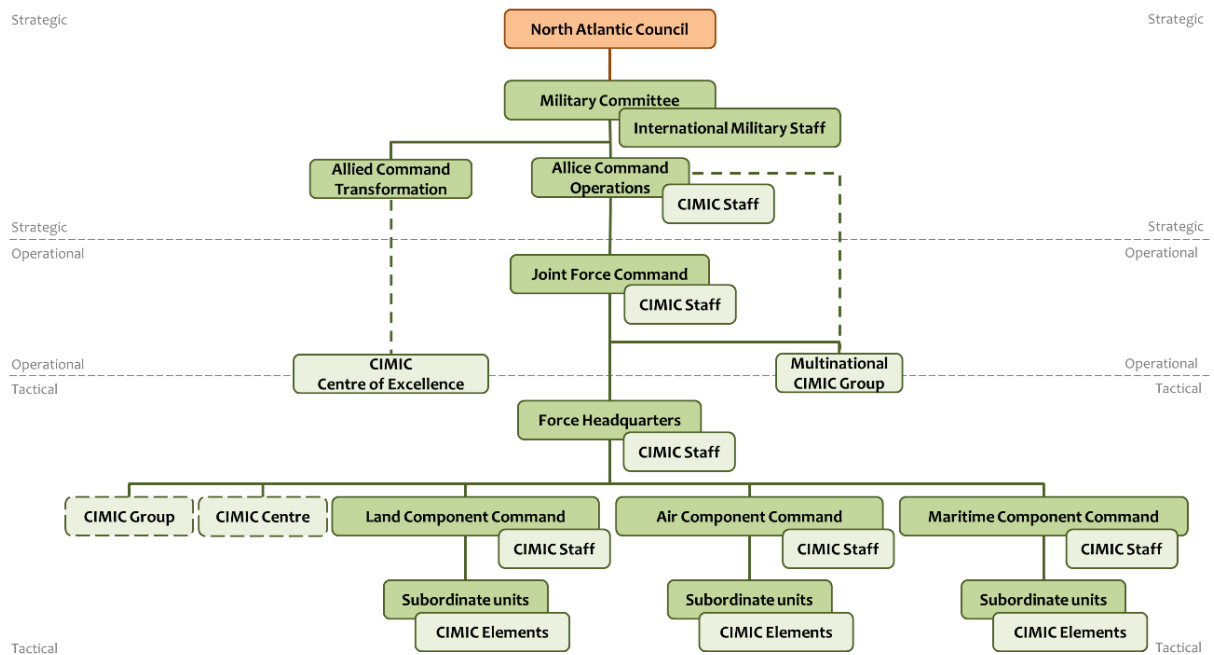 Strategic
Strategic
North Atlantic Council
Military Committee
International Military Staff
Allied Command
Transformation
Allice Command
Operations
CIMIC Staff
Strategic
Strategic
Operational
Operational
Joint Force Command
CIMIC Staff
Operational
Operational
CIMIC
Centre of Excellence
Multinational
CIMIC Group
Tactical
Tactical
Force Headquarters
CIMIC Staff
CIMIC Group
CIMIC Centre
Land Component Command
CIMIC Staff
Air Component Command
CIMIC Staff
Maritime Component Command
CIMIC Staff
Subordinate units
CIMIC Elements
Subordinate units
CIMIC Elements
Subordinate units
CIMIC Elements
Tactical
Tactical